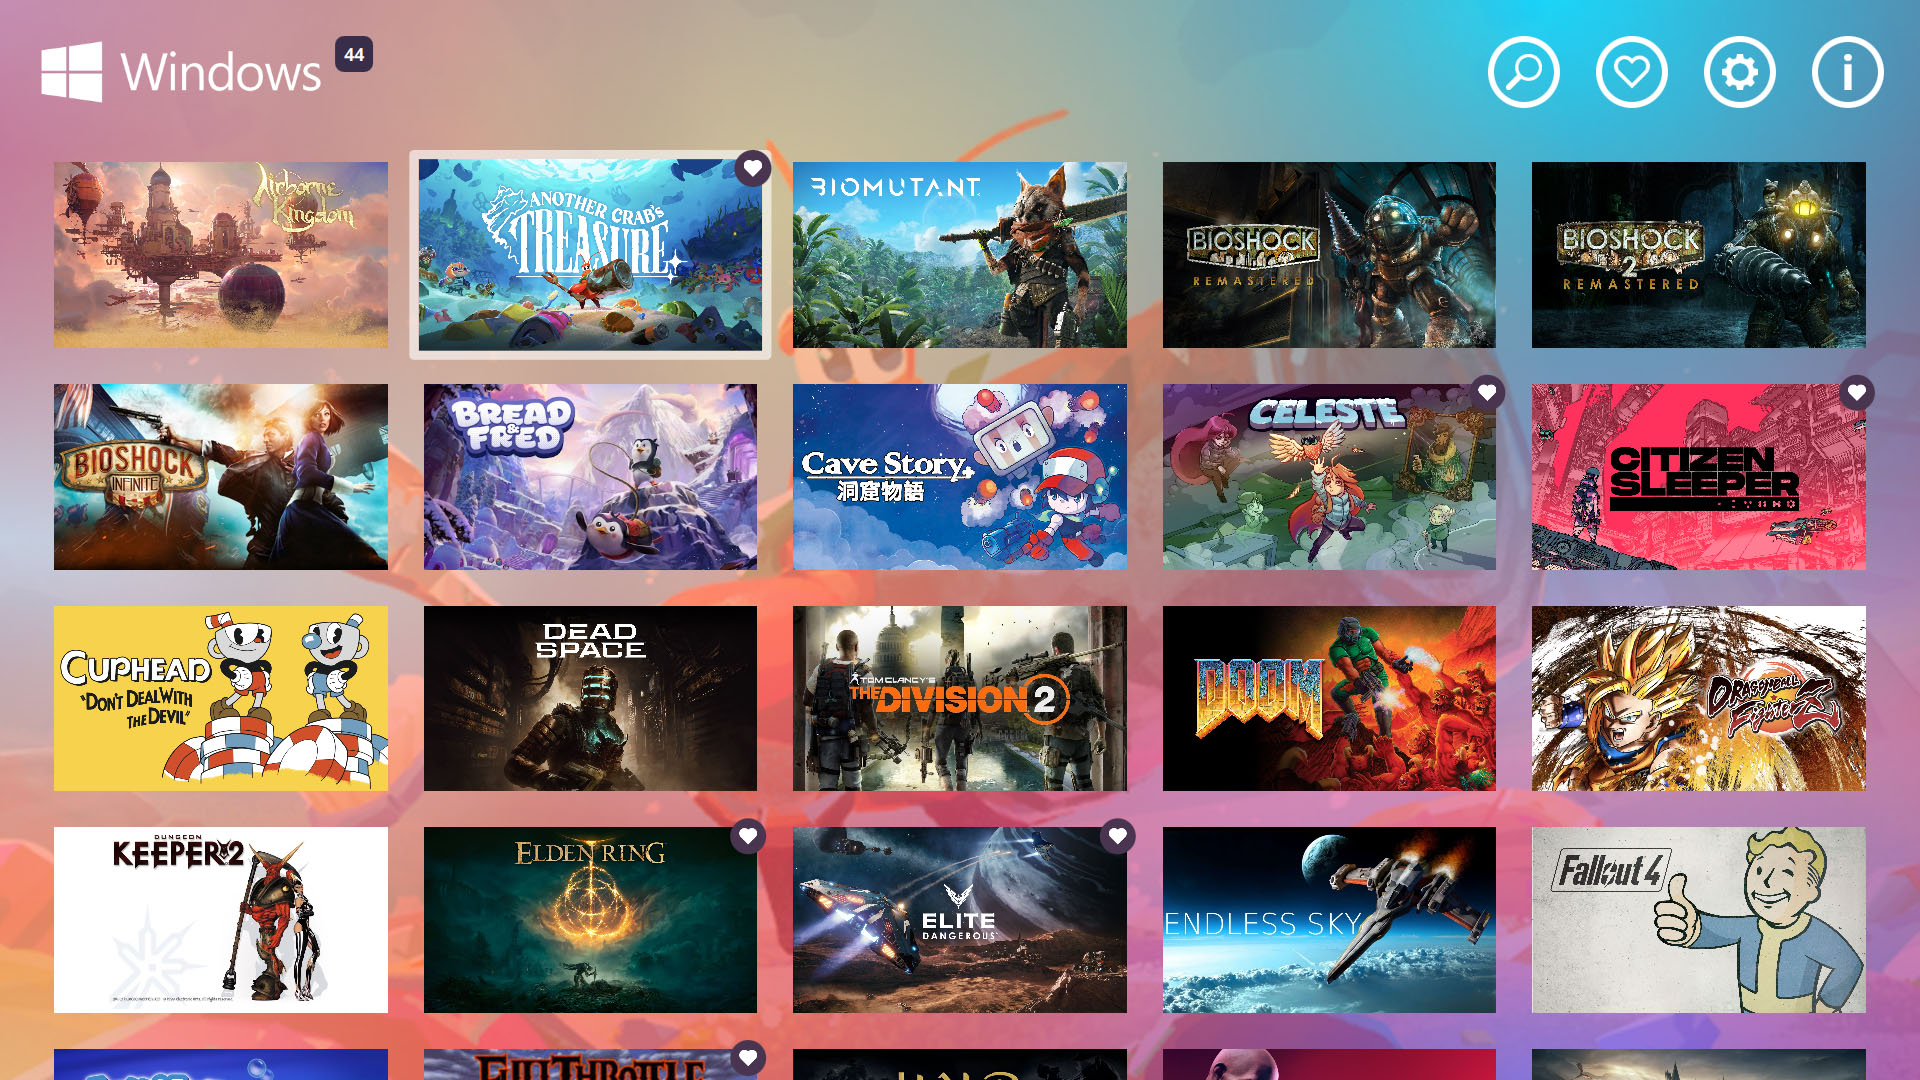 Windows
44
Airborne
Kingdom
ANOTHER CRAB'S
TREASURE
BIOMUTANT
BIOSHOCK
REMASTERED
BIOSHOCK
2
REMASTERED
BIOSHOCK
INFINITE
BREAD
&
FRED
Cave Story+
洞窟物語
CELESTE
CITIZEN
SLEEPER
CUPHEAD
"DON'T DEAL WITH
THE DEVIL"
DEAD
SPACE
TOM CLANCY'S
THE DIVISION 2
DOOM
DRAGONBALL
FighterZ
DUNGEON
KEEPER 2
ELDEN RING
ELITE
DANGEROUS
ENDLESS SKY
Fallout 4
FULL THROTTLE